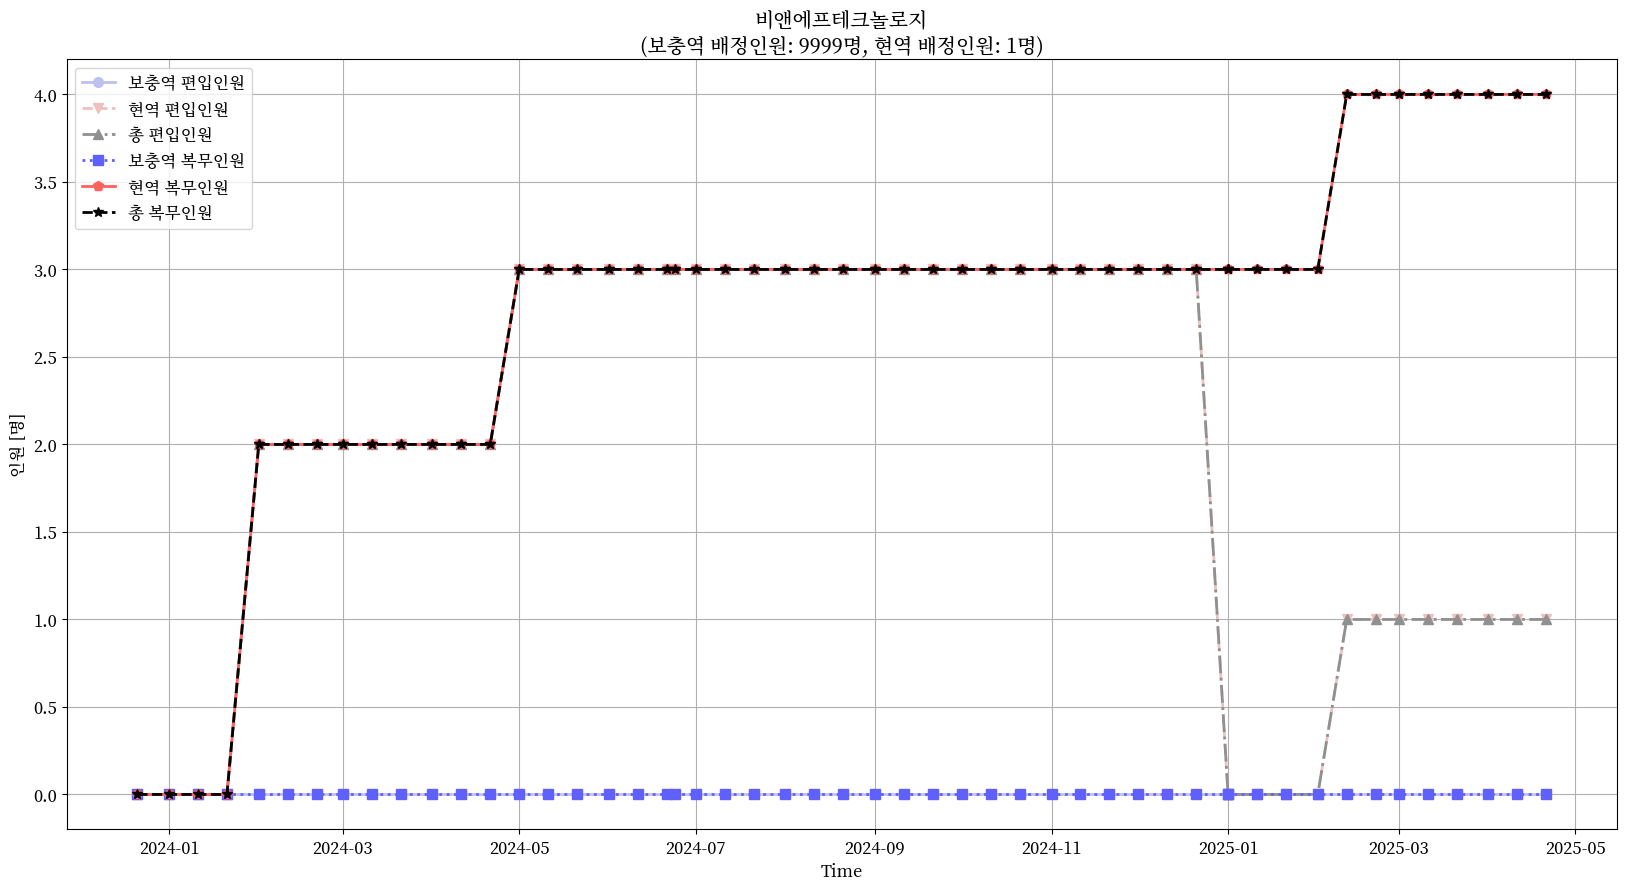 비앤에프테크놀로지
(보충역 배정인원: 9999명, 현역 배정인원: 1명)
보충역 편입인원
현역 편입인원
총 편입인원
보충역 복무인원
현역 복무인원
총 복무인원
4.0
3.5
3.0
2.5
2.0
1.5
1.0
0.5
0.0
인원 [명]
2024-01
2024-03
2024-05
2024-07
2024-09
2024-11
2025-01
2025-03
2025-05
Time